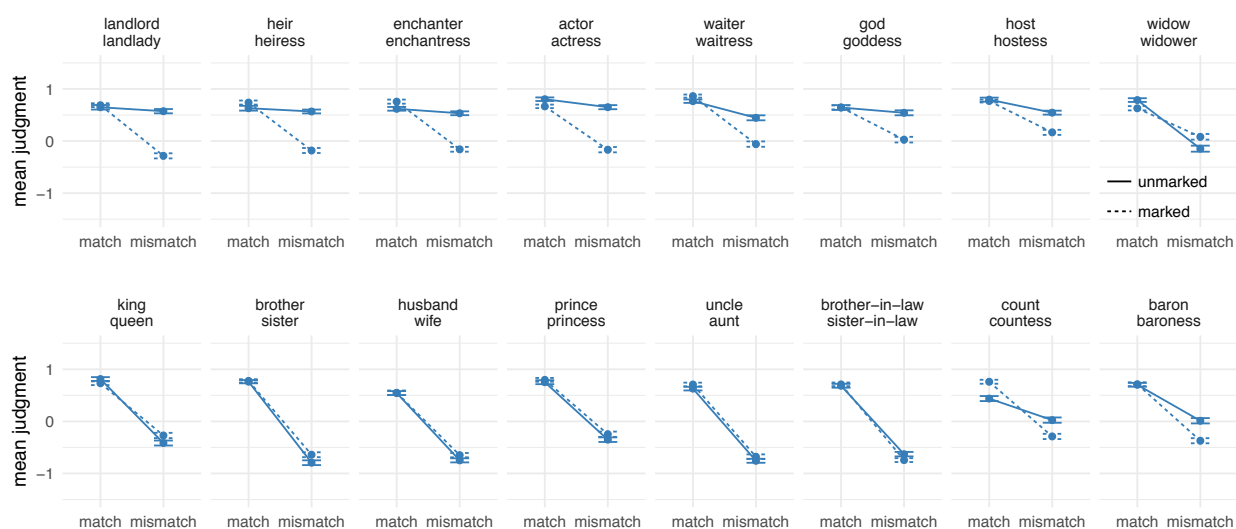 landlord heir enchanter actor waiter god host widow
landlady heiress enchantress actress waitress goddess hostess widower
mean judgment
1
0
−1
unmarked
marked
match mismatch match mismatch match mismatch match mismatch match mismatch match mismatch match mismatch match mismatch
king brother husband prince uncle brother−in−law count baron
queen sister wife princess aunt sister−in−law countess baroness
mean judgment
1
0
−1
match mismatch match mismatch match mismatch match mismatch match mismatch match mismatch match mismatch match mismatch